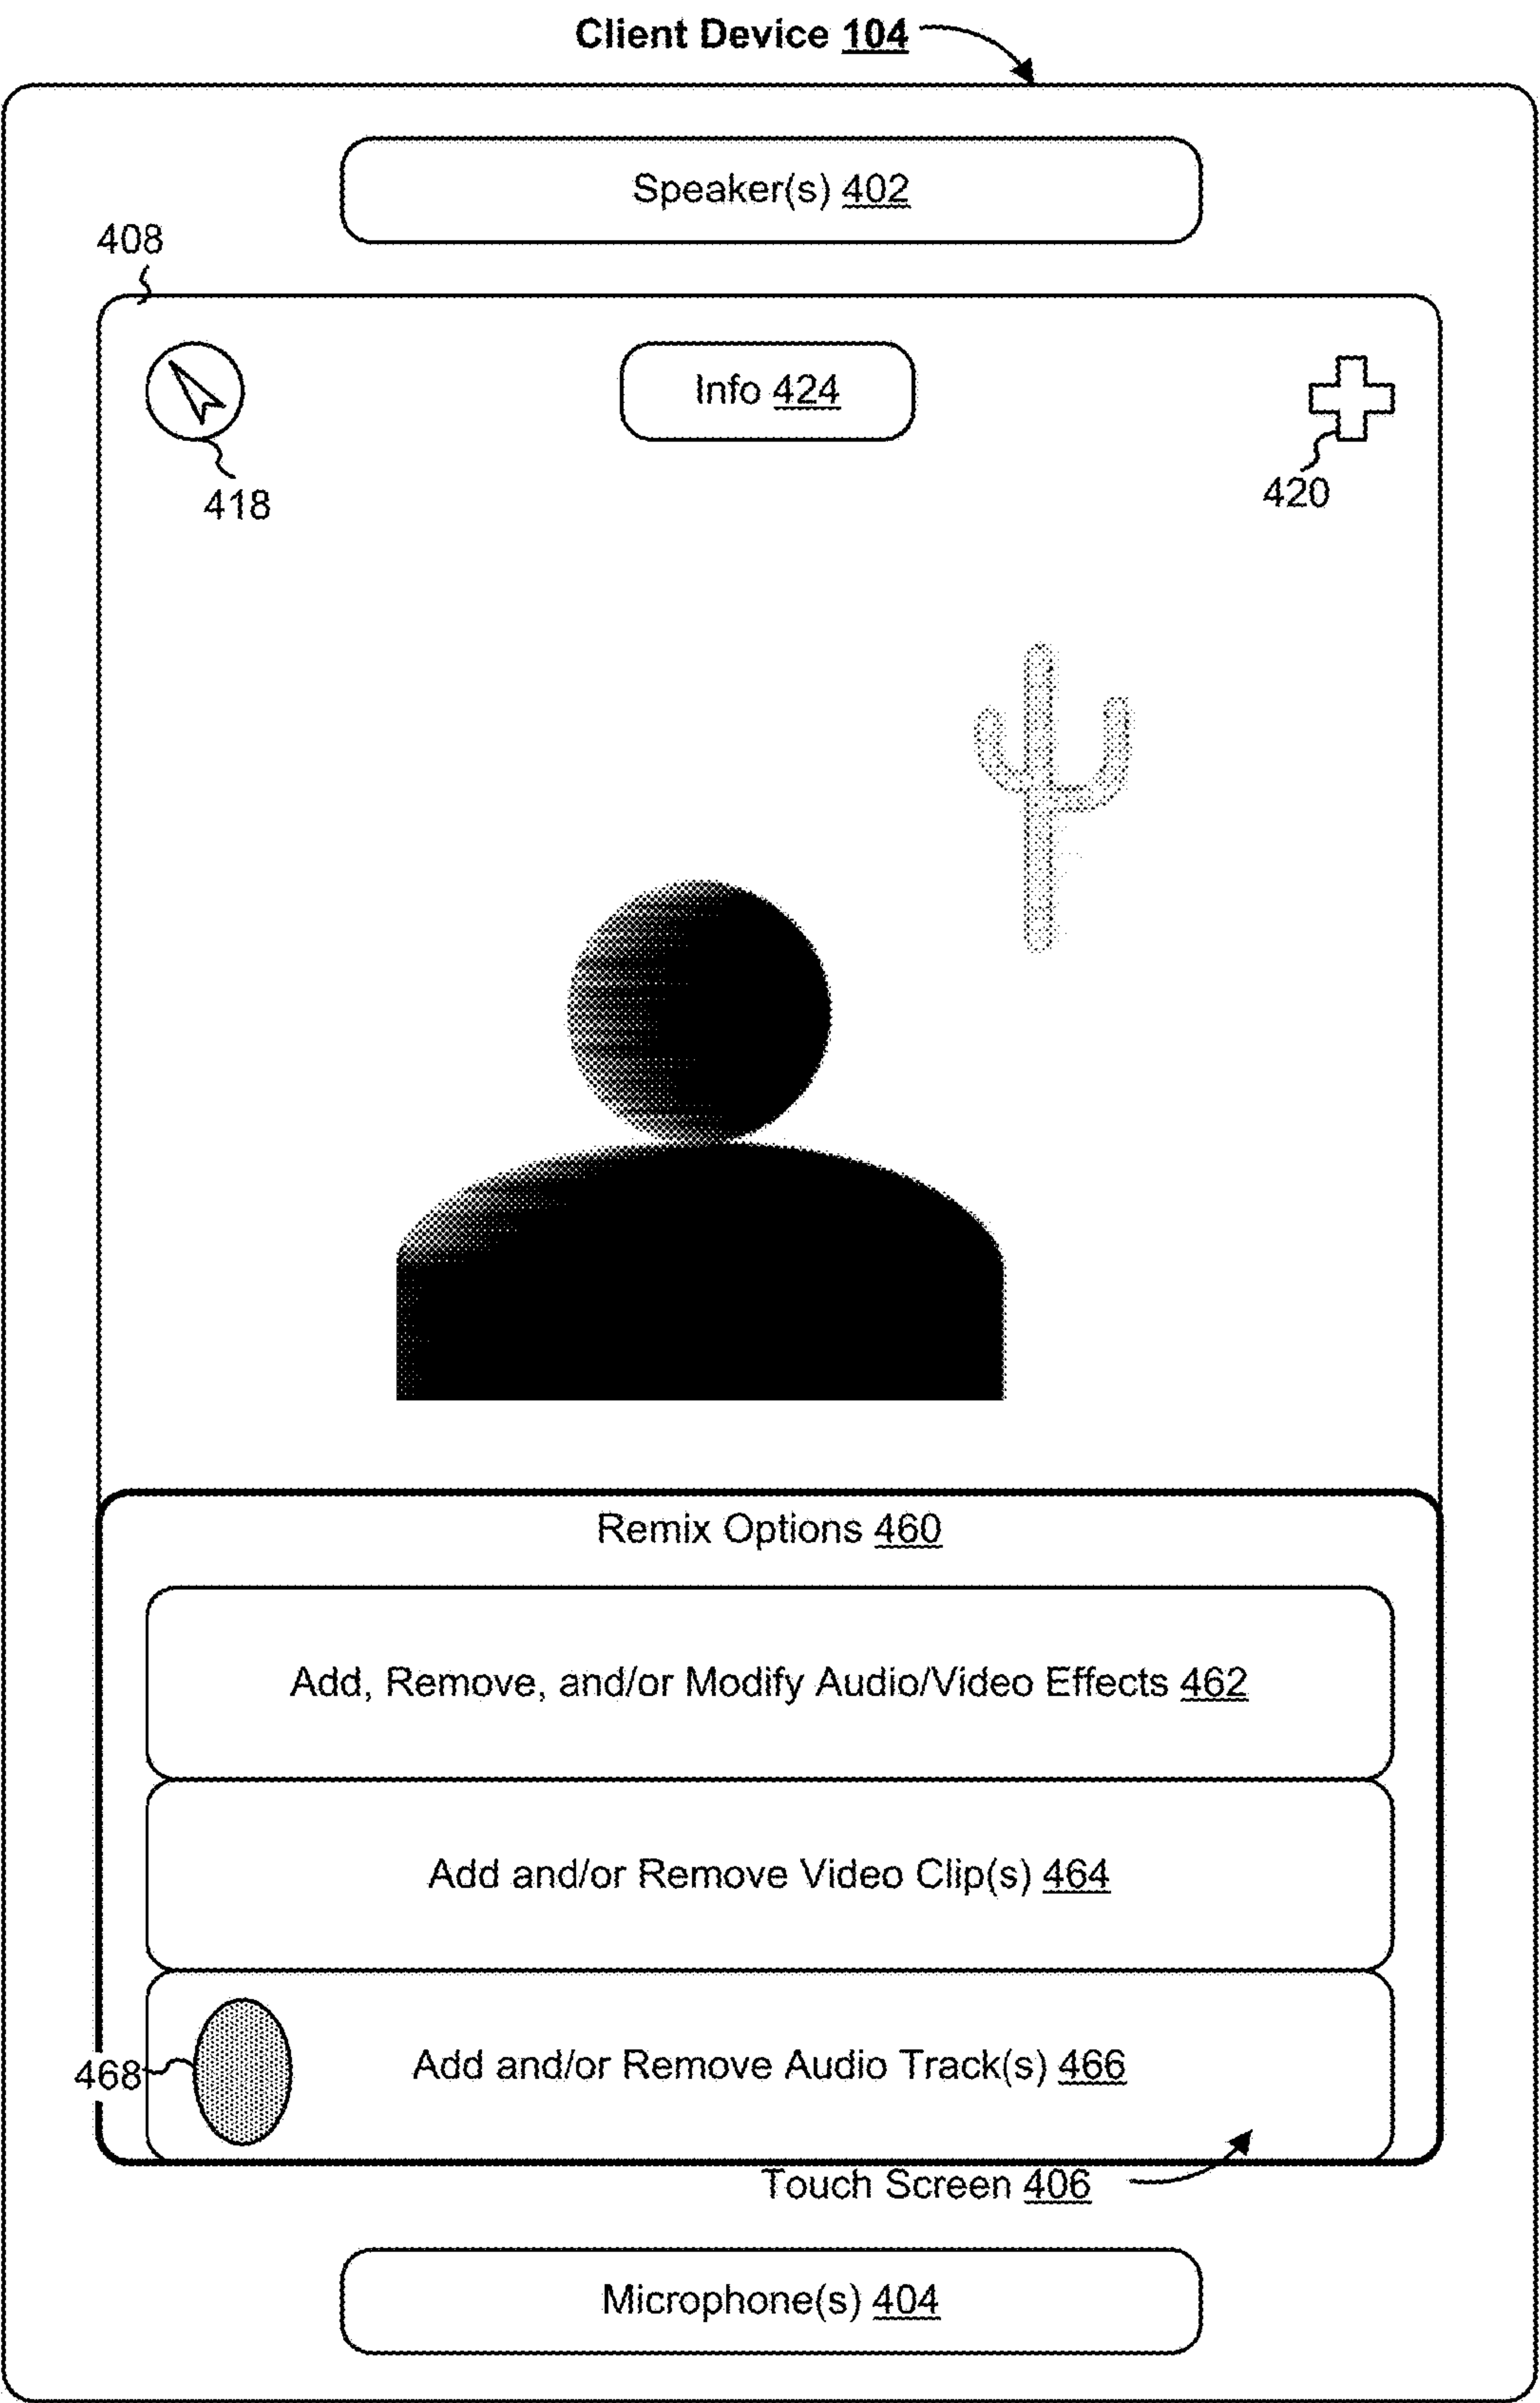 Client Device 104
Speaker(s) 402
408
Info 424
418
420
Remix Options 460
Add, Remove, and/or Modify Audio/Video Effects 462
Add and/or Remove Video Clip(s) 464
468
Add and/or Remove Audio Track(s) 466
Touch Screen 406
Microphone(s) 404